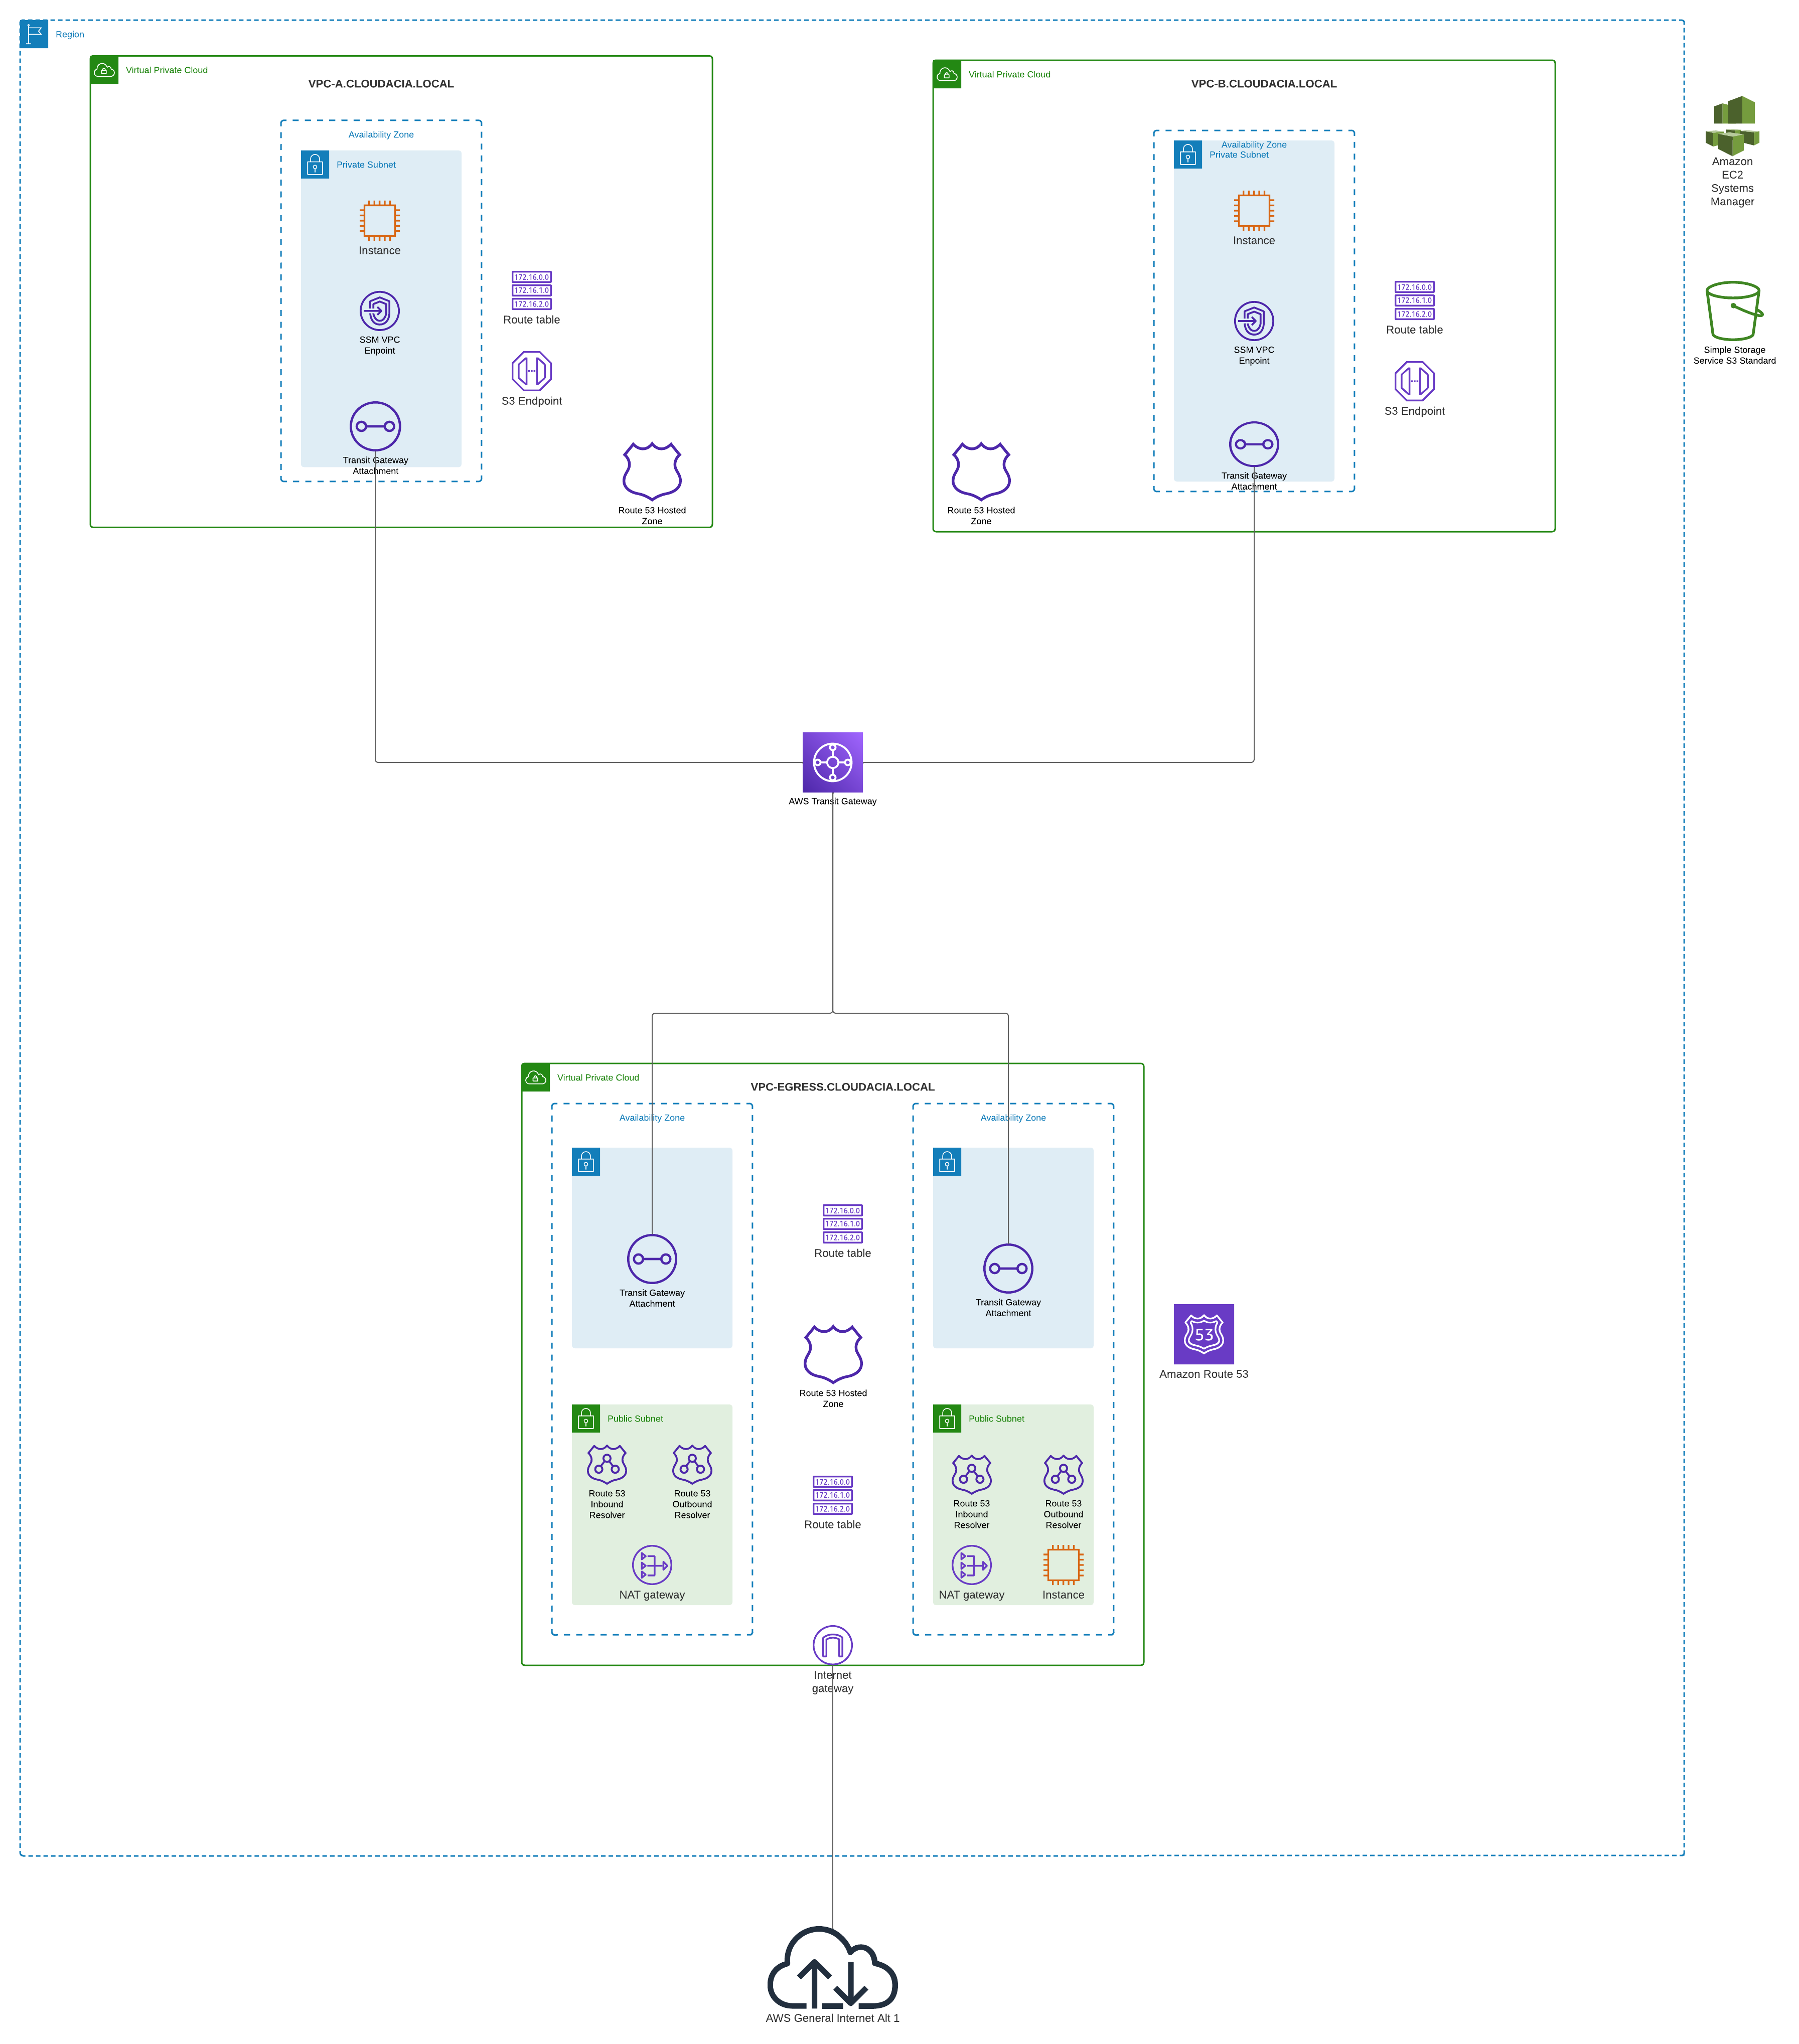 Region
Virtual Private Cloud
VPC-A.CLOUDACIA.LOCAL
Availability Zone
Private Subnet
Instance
SSM VPC
Enpoint
Transit Gateway
Attachment
172.16.0.0
172.16.1.0
172.16.2.0
Route table
S3 Endpoint
Route 53 Hosted
Zone
Virtual Private Cloud
VPC-B.CLOUDACIA.LOCAL
Availability Zone
Private Subnet
Instance
SSM VPC
Enpoint
Transit Gateway
Attachment
172.16.0.0
172.16.1.0
172.16.2.0
Route table
S3 Endpoint
Route 53 Hosted
Zone
Amazon
EC2
Systems
Manager
Simple Storage
Service S3 Standard
AWS Transit Gateway
Virtual Private Cloud
VPC-EGRESS.CLOUDACIA.LOCAL
Availability Zone
Transit Gateway
Attachment
Public Subnet
Route 53
Inbound
Resolver
Route 53
Outbound
Resolver
NAT gateway
172.16.0.0
172.16.1.0
172.16.2.0
Route table
Route 53 Hosted
Zone
172.16.0.0
172.16.1.0
172.16.2.0
Route table
Availability Zone
Transit Gateway
Attachment
Public Subnet
Route 53
Inbound
Resolver
Route 53
Outbound
Resolver
NAT gateway
Instance
53
Amazon Route 53
Internet
gateway
AWS General Internet Alt 1